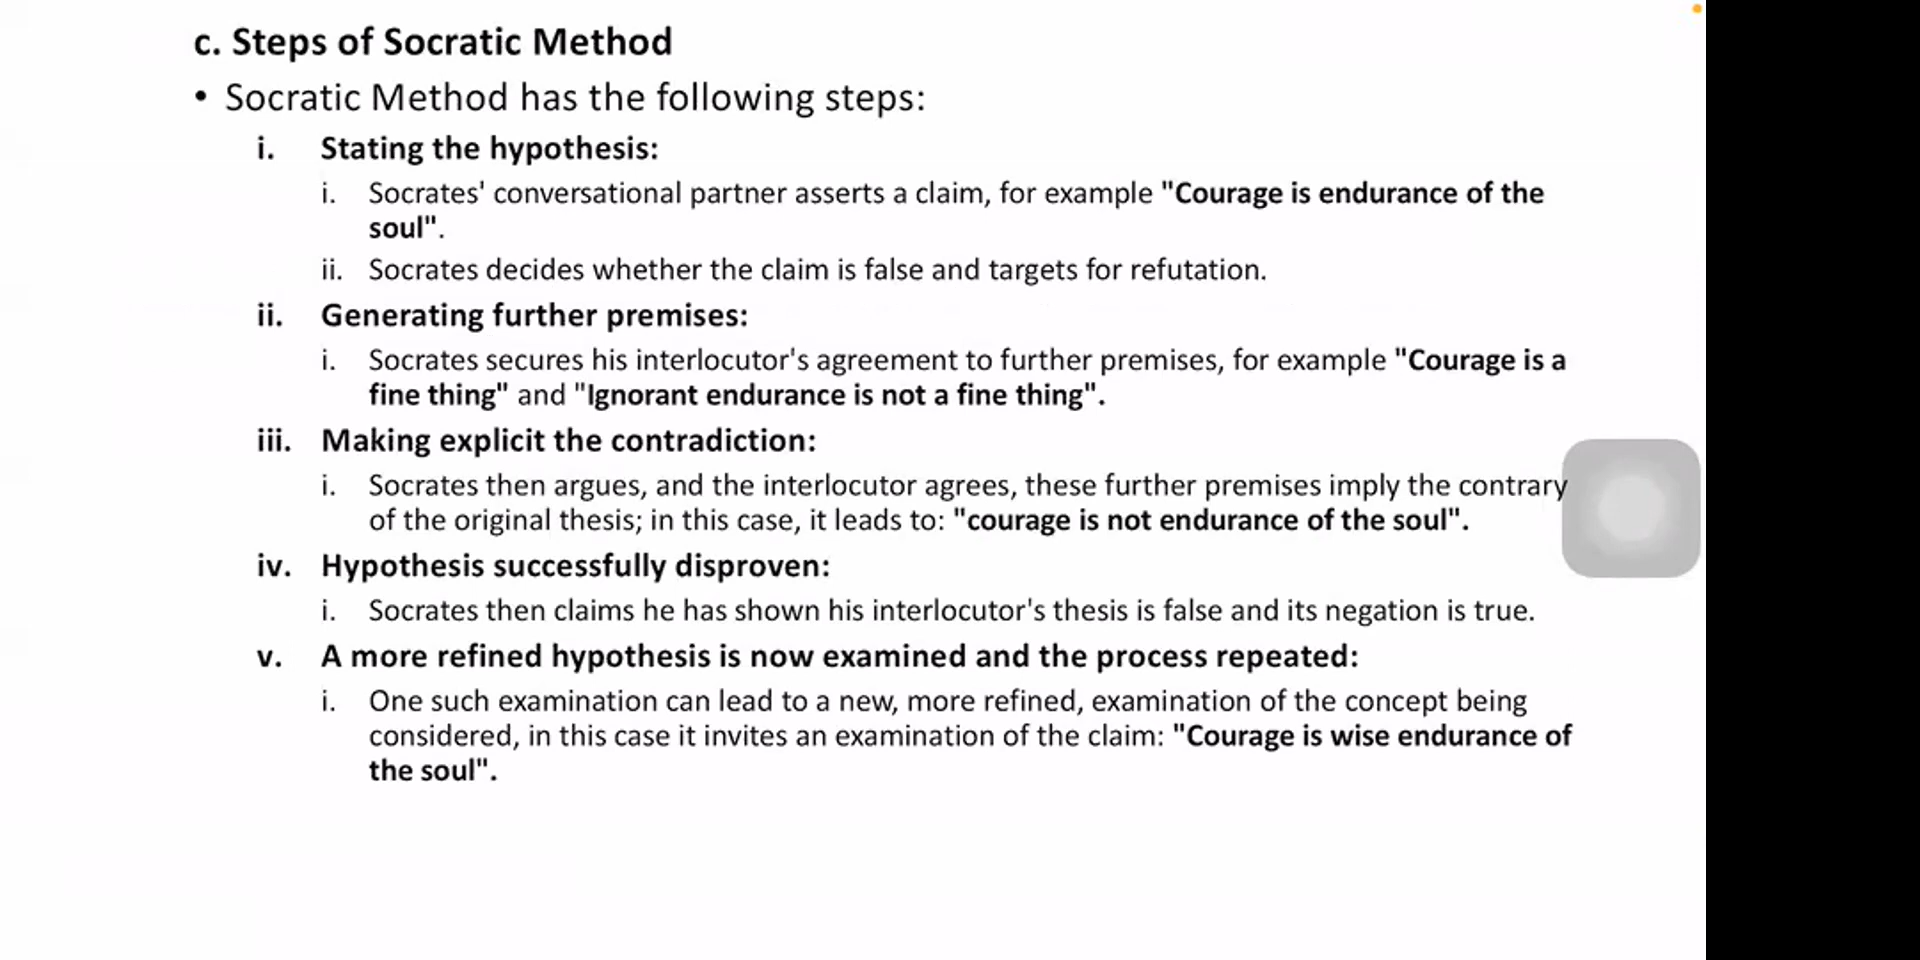 c. Steps of Socratic Method
• Socratic Method has the following steps:
i. Stating the hypothesis:
i. Socrates' conversational partner asserts a claim, for example "Courage is endurance of the
soul".
ii. Socrates decides whether the claim is false and targets for refutation.
ii. Generating further premises:
i. Socrates secures his interlocutor's agreement to further premises, for example "Courage is a
fine thing" and "Ignorant endurance is not a fine thing".
iii. Making explicit the contradiction:
i. Socrates then argues, and the interlocutor agrees, these further premises imply the contrary
of the original thesis; in this case, it leads to: "courage is not endurance of the soul".
iv. Hypothesis successfully disproven:
i. Socrates then claims he has shown his interlocutor's thesis is false and its negation is true.
v. A more refined hypothesis is now examined and the process repeated:
i. One such examination can lead to a new, more refined, examination of the concept being
considered, in this case it invites an examination of the claim: "Courage is wise endurance of
the soul".